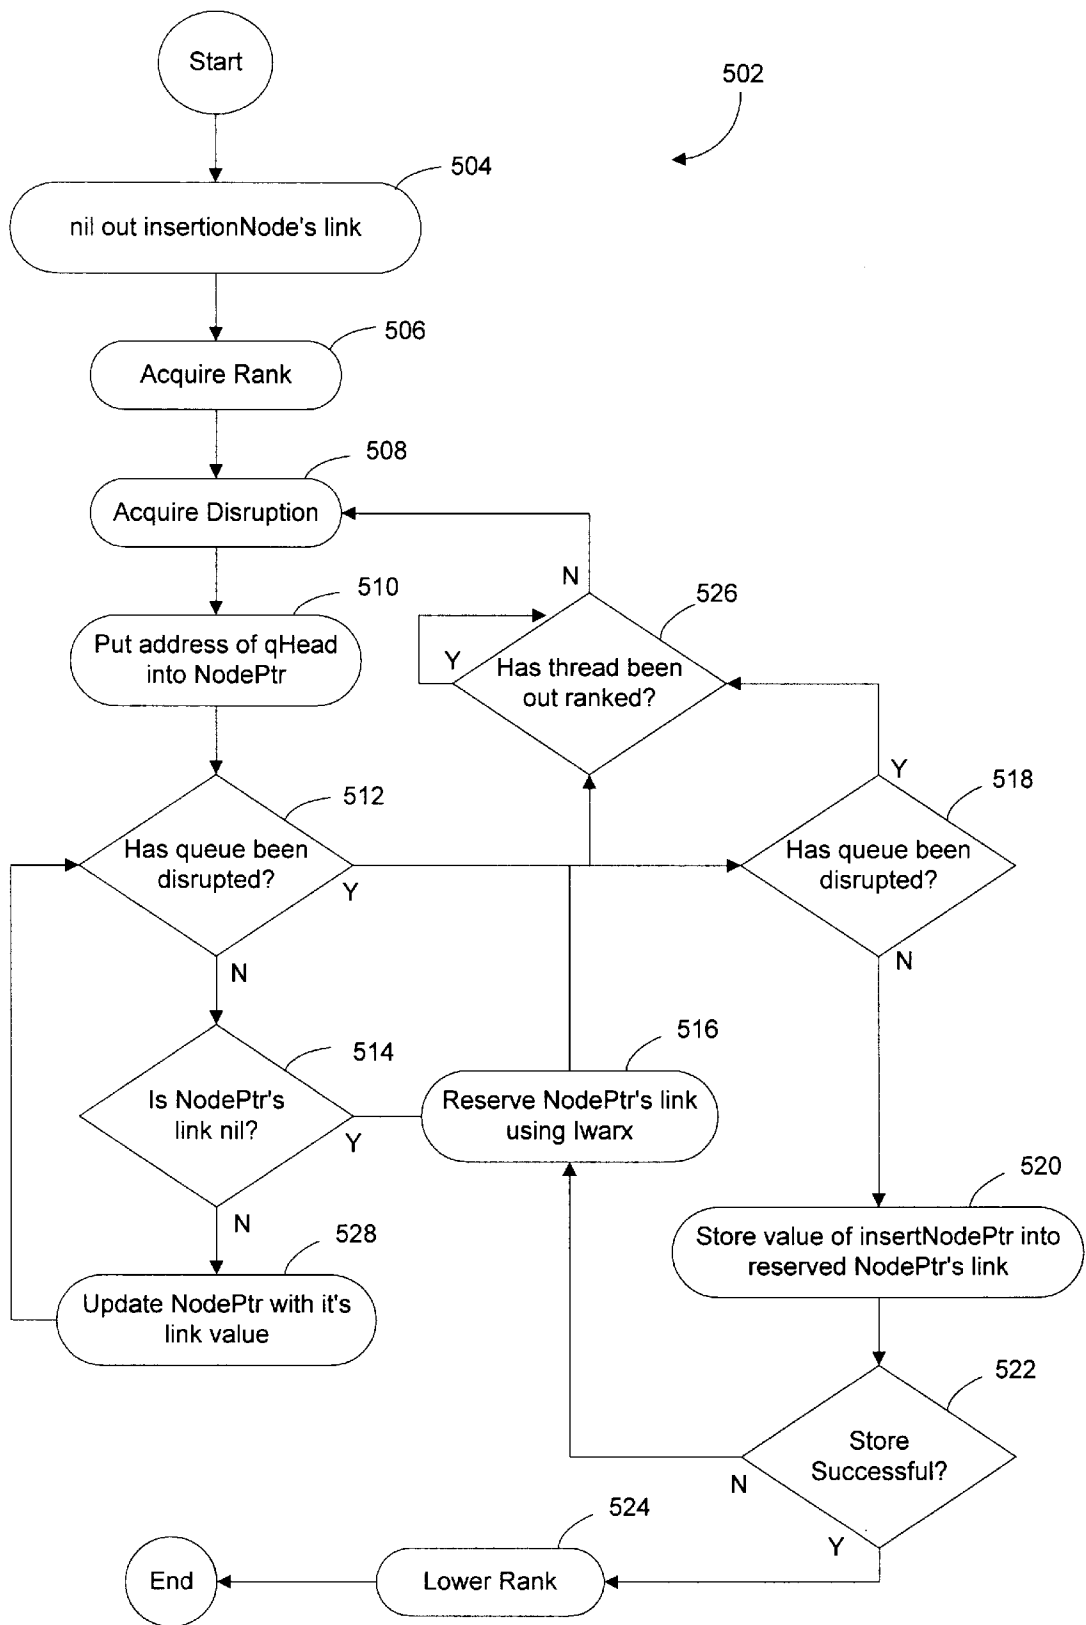 Start
502
504
nil out insertionNode's link
506
Acquire Rank
508
Acquire Disruption
510
Put address of qHead
into NodePtr
N
526
Y
Has thread been
out ranked?
512
Has queue been
disrupted?
Y
N
Y
518
Has queue been
disrupted?
N
514
Is NodePtr's
link nil?
Y
N
516
Reserve NodePtr's link
using lwarx
520
Store value of insertNodePtr into
reserved NodePtr's link
528
Update NodePtr with it's
link value
522
Store
Successful?
N
Y
524
Lower Rank
End